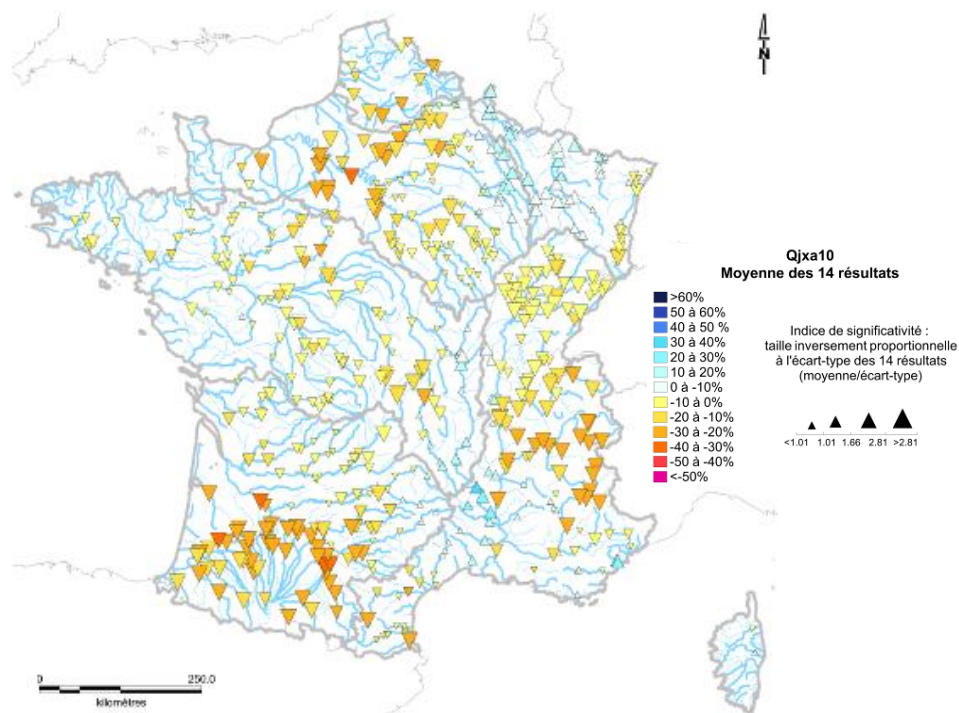 N
Qjxa10
Moyenne des 14 résultats
>60%
50 à 60%
40 à 50 %
30 à 40%
20 à 30%
10 à 20%
0 à -10%
-10 à 0%
-20 à -10%
-30 à -20%
-40 à -30%
-50 à -40%
<-50%
Indice de significativité :
taille inversement proportionnelle
à l'écart-type des 14 résultats
(moyenne/écart-type)
<1.01 1.01 1.66 2.81 >2.81
0 250.0
kilomètres